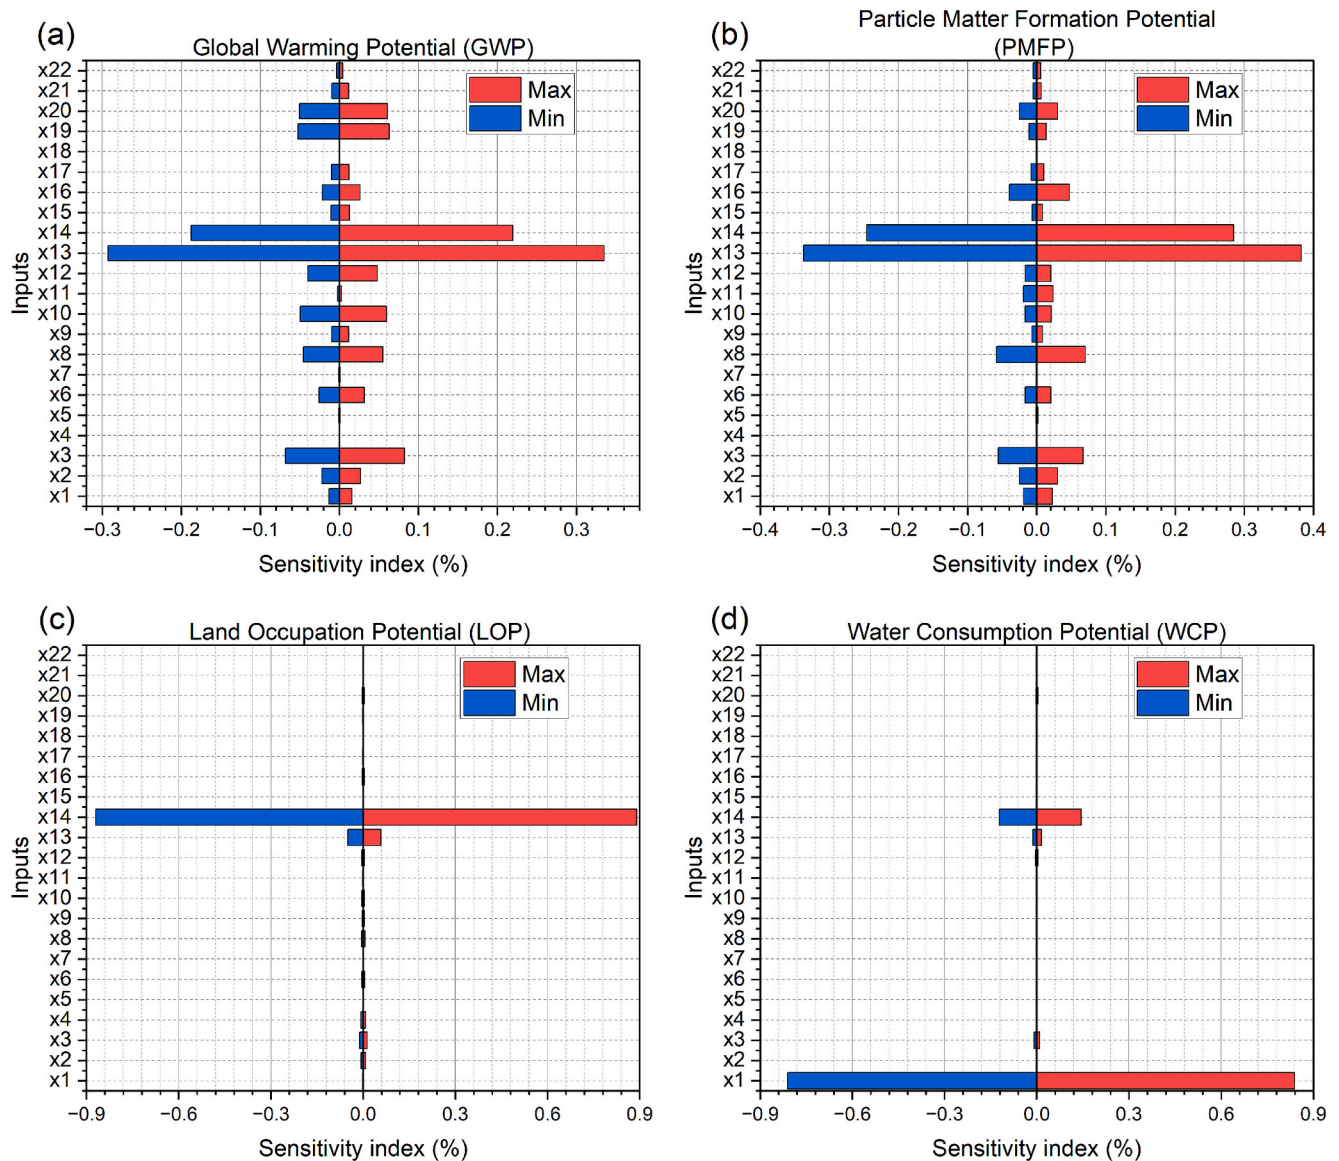 (a)
Global Warming Potential (GWP)
Max
Min
x22
x21
x20
x19
x18
x17
x16
x15
x14
x13
x12
x11
x10
x9
x8
x7
x6
x5
x4
x3
x2
x1
Inputs
−0.3 −0.2 −0.1 0.0 0.1 0.2 0.3
Sensitivity index (%)
(b)
Particle Matter Formation Potential
(PMFP)
Max
Min
x22
x21
x20
x19
x18
x17
x16
x15
x14
x13
x12
x11
x10
x9
x8
x7
x6
x5
x4
x3
x2
x1
Inputs
−0.4 −0.3 −0.2 −0.1 0.0 0.1 0.2 0.3 0.4
Sensitivity index (%)
(c)
Land Occupation Potential (LOP)
Max
Min
x22
x21
x20
x19
x18
x17
x16
x15
x14
x13
x12
x11
x10
x9
x8
x7
x6
x5
x4
x3
x2
x1
Inputs
−0.9 −0.6 −0.3 0.0 0.3 0.6 0.9
Sensitivity index (%)
(d)
Water Consumption Potential (WCP)
Max
Min
x22
x21
x20
x19
x18
x17
x16
x15
x14
x13
x12
x11
x10
x9
x8
x7
x6
x5
x4
x3
x2
x1
Inputs
−0.9 −0.6 −0.3 0.0 0.3 0.6 0.9
Sensitivity index (%)